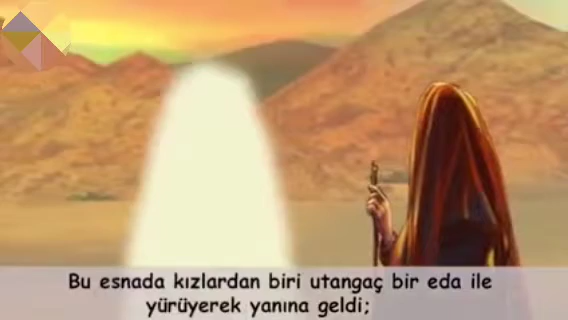 Bu esnada kızlardan biri utangaç bir eda ile
yürüyerek yanına geldi;